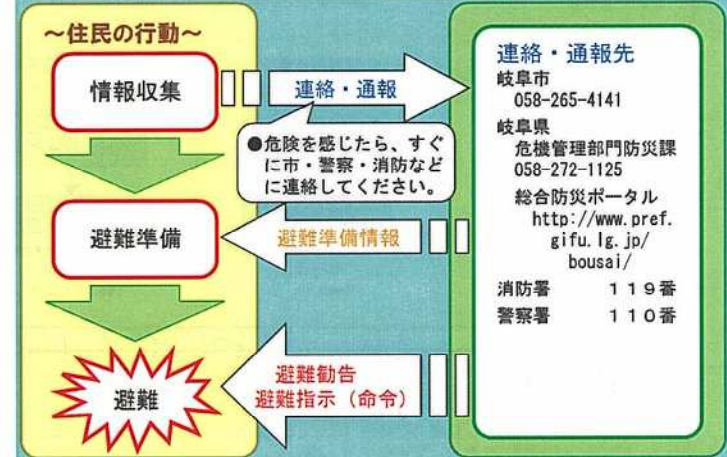 ～住民の行動～
情報収集
連絡・通報
●危険を感じたら、すぐ
に市・警察・消防など
に連絡してください。
避難準備
避難準備情報
避難
避難勧告
避難指示（命令）
連絡・通報先
岐阜市
058-265-4141
岐阜県
危機管理部門防災課
058-272-1125
総合防災ポータル
http://www.pref.
gifu.lg.jp/
bousai/
消防署　　１１９番
警察署　　１１０番